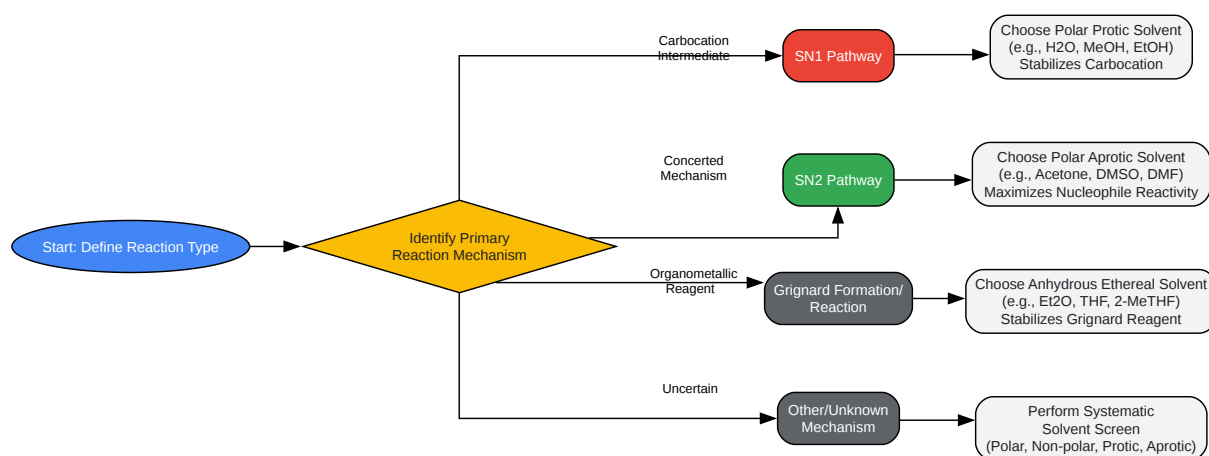 Start: Define Reaction Type
Identify Primary
Reaction Mechanism
Carbocation
Intermediate
SN1 Pathway
Choose Polar Protic Solvent
(e.g., H2O, MeOH, EtOH)
Stabilizes Carbocation
Concerted
Mechanism
SN2 Pathway
Choose Polar Aprotic Solvent
(e.g., Acetone, DMSO, DMF)
Maximizes Nucleophile Reactivity
Organometallic
Reagent
Grignard Formation/
Reaction
Choose Anhydrous Ethereal Solvent
(e.g., Et2O, THF, 2-MeTHF)
Stabilizes Grignard Reagent
Uncertain
Other/Unknown
Mechanism
Perform Systematic
Solvent Screen
(Polar, Non-polar, Protic, Aprotic)